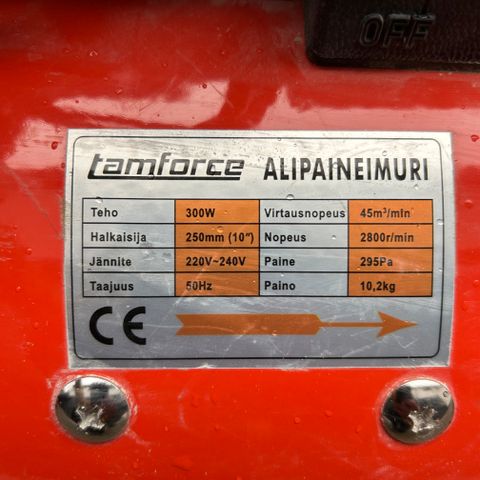 OFF
tamforce ALIPAINEIMURI
Teho 300W Virtausnopeus 45m³/min
Halkaisija 250mm (10″) Nopeus 2800r/min
Jännite 220V~240V Paine 295Pa
Taajuus 50Hz Paino 10,2kg
CE